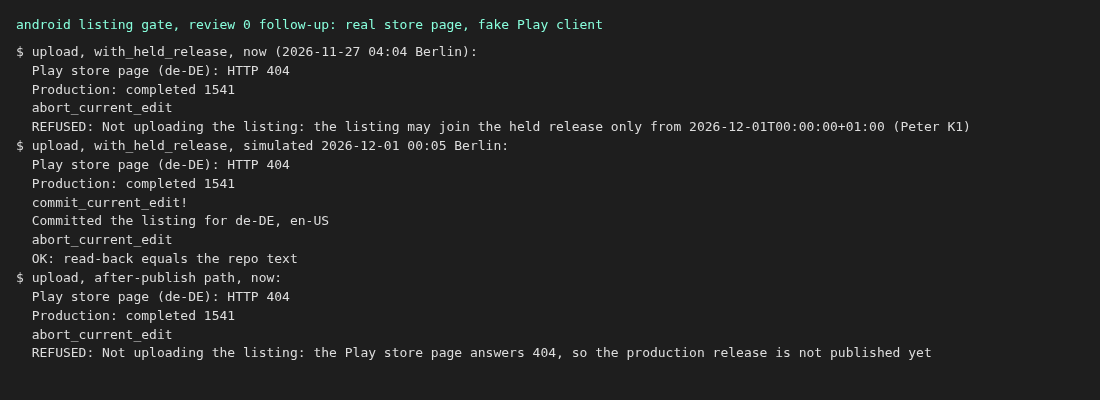 android listing gate, review 0 follow-up: real store page, fake Play client
$ upload, with_held_release, now (2026-11-27 04:04 Berlin):
Play store page (de-DE): HTTP 404
Production: completed 1541
abort_current_edit
REFUSED: Not uploading the listing: the listing may join the held release only from 2026-12-01T00:00:00+01:00 (Peter K1)
$ upload, with_held_release, simulated 2026-12-01 00:05 Berlin:
Play store page (de-DE): HTTP 404
Production: completed 1541
commit_current_edit!
Committed the listing for de-DE, en-US
abort_current_edit
OK: read-back equals the repo text
$ upload, after-publish path, now:
Play store page (de-DE): HTTP 404
Production: completed 1541
abort_current_edit
REFUSED: Not uploading the listing: the Play store page answers 404, so the production release is not published yet